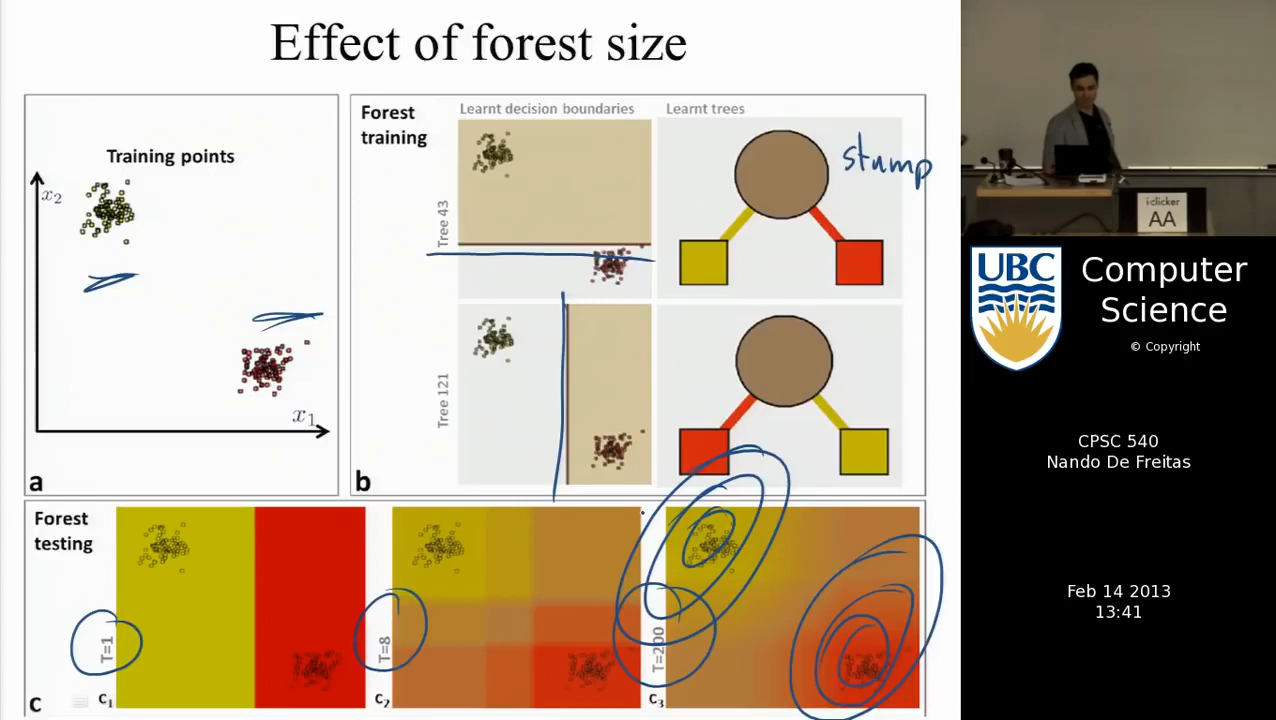 Effect of forest size
Training points
x2
x1
a
Forest
training
Learnt decision boundaries
Learnt trees
Tree 43
Tree 121
stump
b
Forest
testing
T=1
T=8
T=200
c
c1
c2
c3
i clicker
AA
UBC
Computer
Science
© Copyright
CPSC 540
Nando De Freitas
Feb 14 2013
13:41